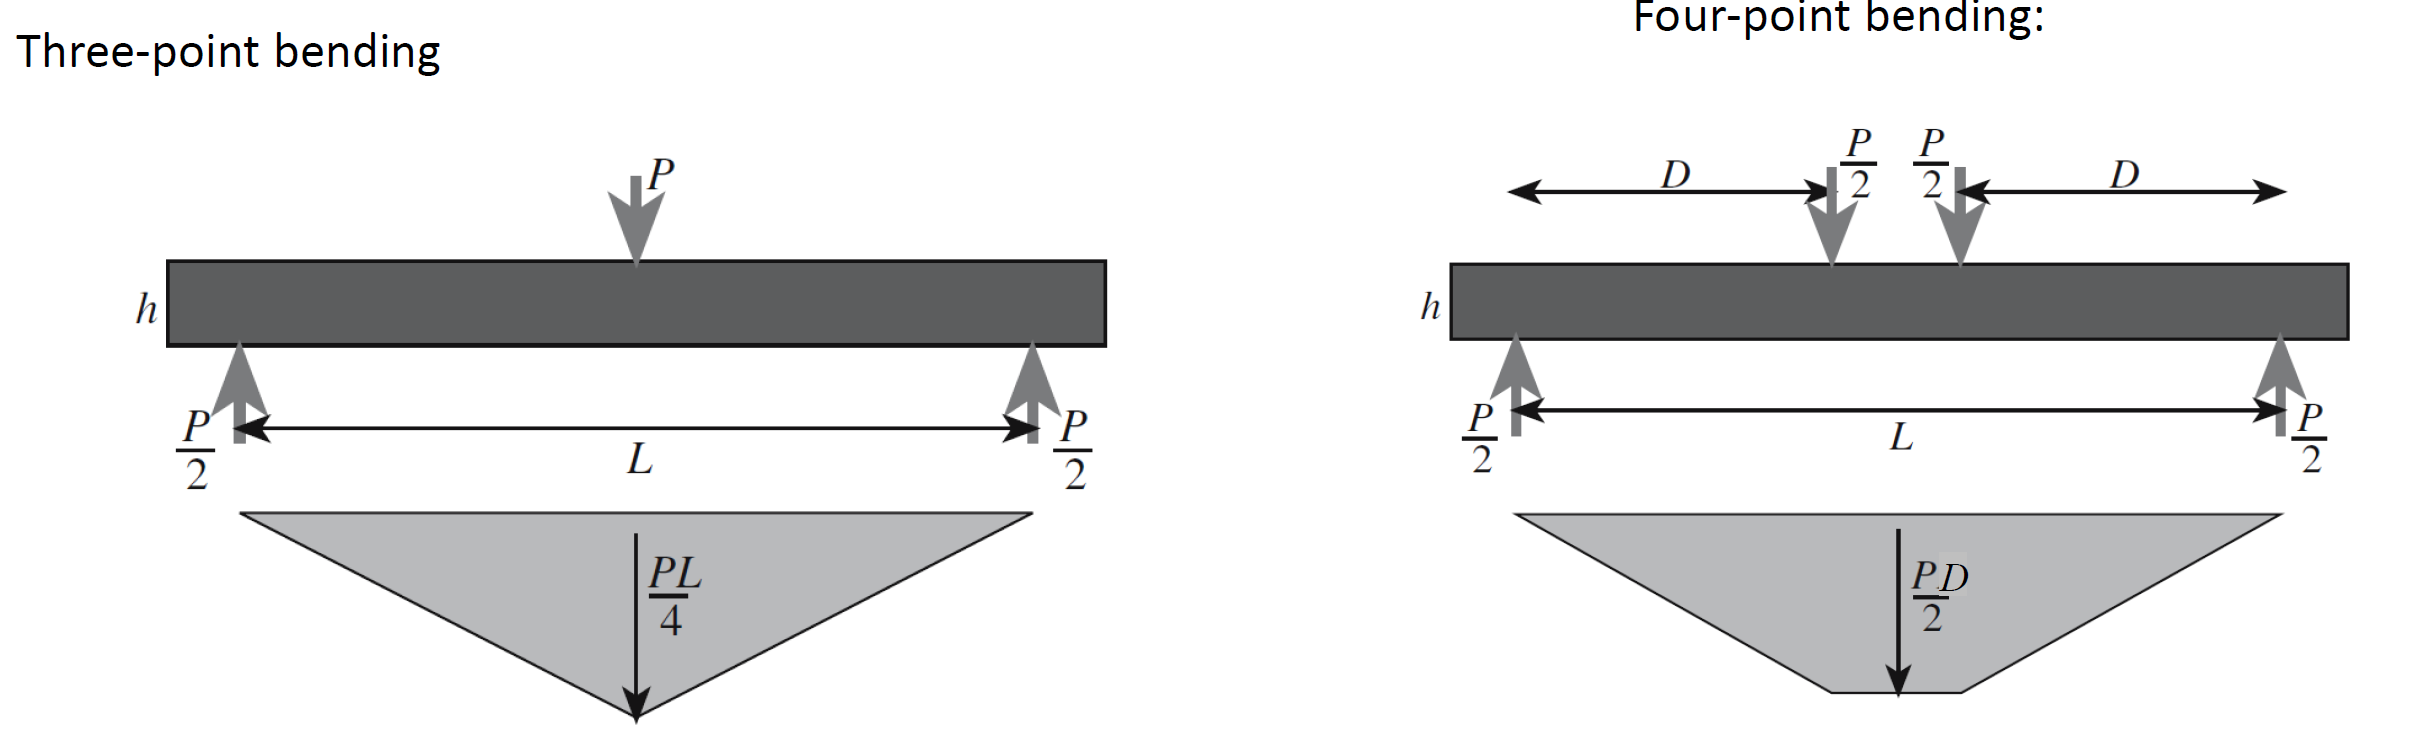 Three-point bending
P
h
P/2
P/2
L
PL/4
Four-point bending:
P/2
P/2
D
D
h
P/2
P/2
L
PD/2